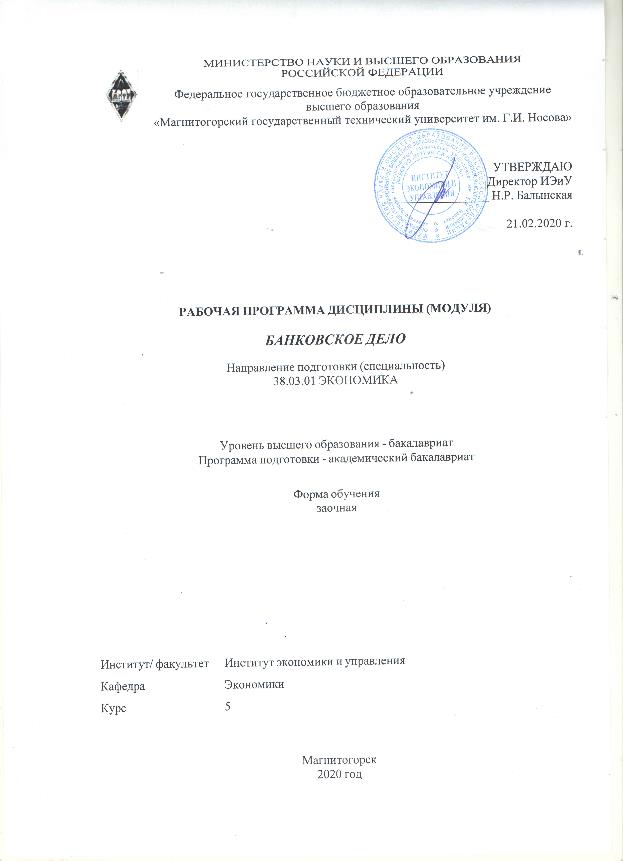 МИНИСТЕРСТВО НАУКИ И ВЫСШЕГО ОБРАЗОВАНИЯ
РОССИЙСКОЙ ФЕДЕРАЦИИ
Федеральное государственное бюджетное образовательное учреждение
высшего образования
«Магнитогорский государственный технический университет им. Г.И. Носова»
УТВЕРЖДАЮ
Директор ИЭиУ
Н.Р. Балынская
ИНСТИТУТ
ЭКОНОМИКИ И
УПРАВЛЕНИЯ
21.02.2020 г.
РАБОЧАЯ ПРОГРАММА ДИСЦИПЛИНЫ (МОДУЛЯ)
БАНКОВСКОЕ ДЕЛО
Направление подготовки (специальность)
38.03.01 ЭКОНОМИКА
Уровень высшего образования - бакалавриат
Программа подготовки - академический бакалавриат
Форма обучения
заочная
Институт/ факультет Институт экономики и управления
Кафедра Экономики
Курс 5
Магнитогорск
2020 год